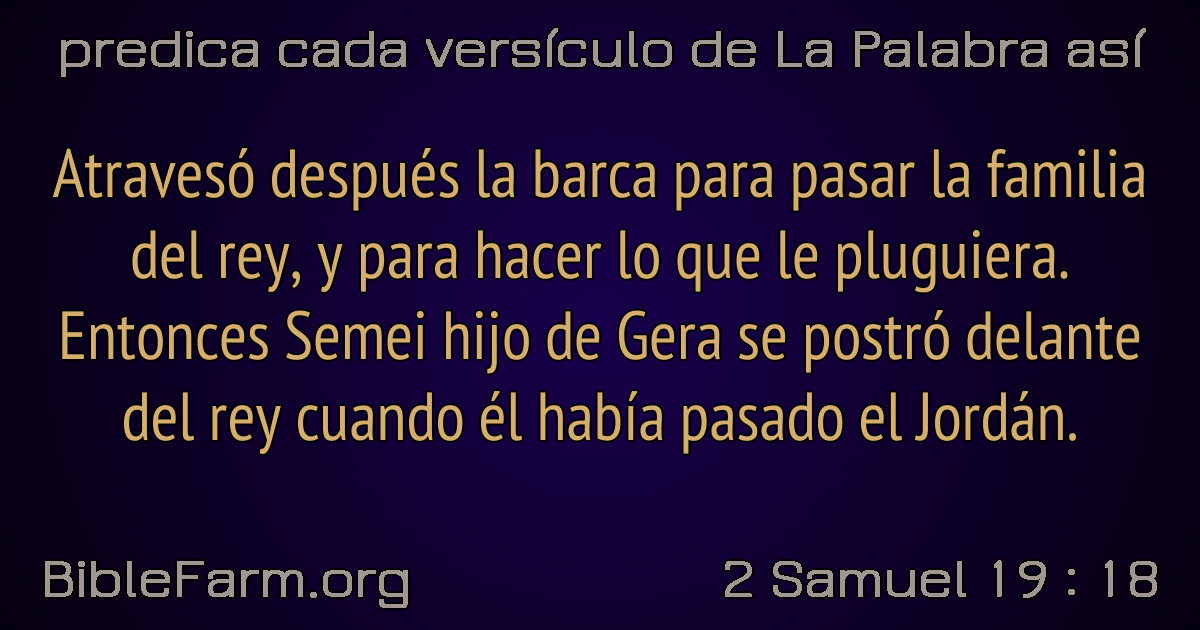 predica cada versículo de La Palabra así
Atravesó después la barca para pasar la familia
del rey, y para hacer lo que le pluguiera.
Entonces Semei hijo de Gera se postró delante
del rey cuando él había pasado el Jordán.
BibleFarm.org
2 Samuel 19 : 18